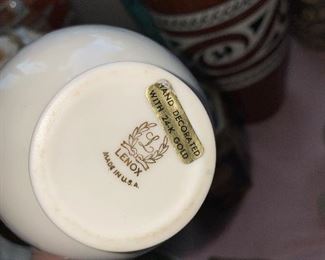 HAND DECORATED
WITH 24-K GOLD
L
LENOX
MADE IN U.S.A.